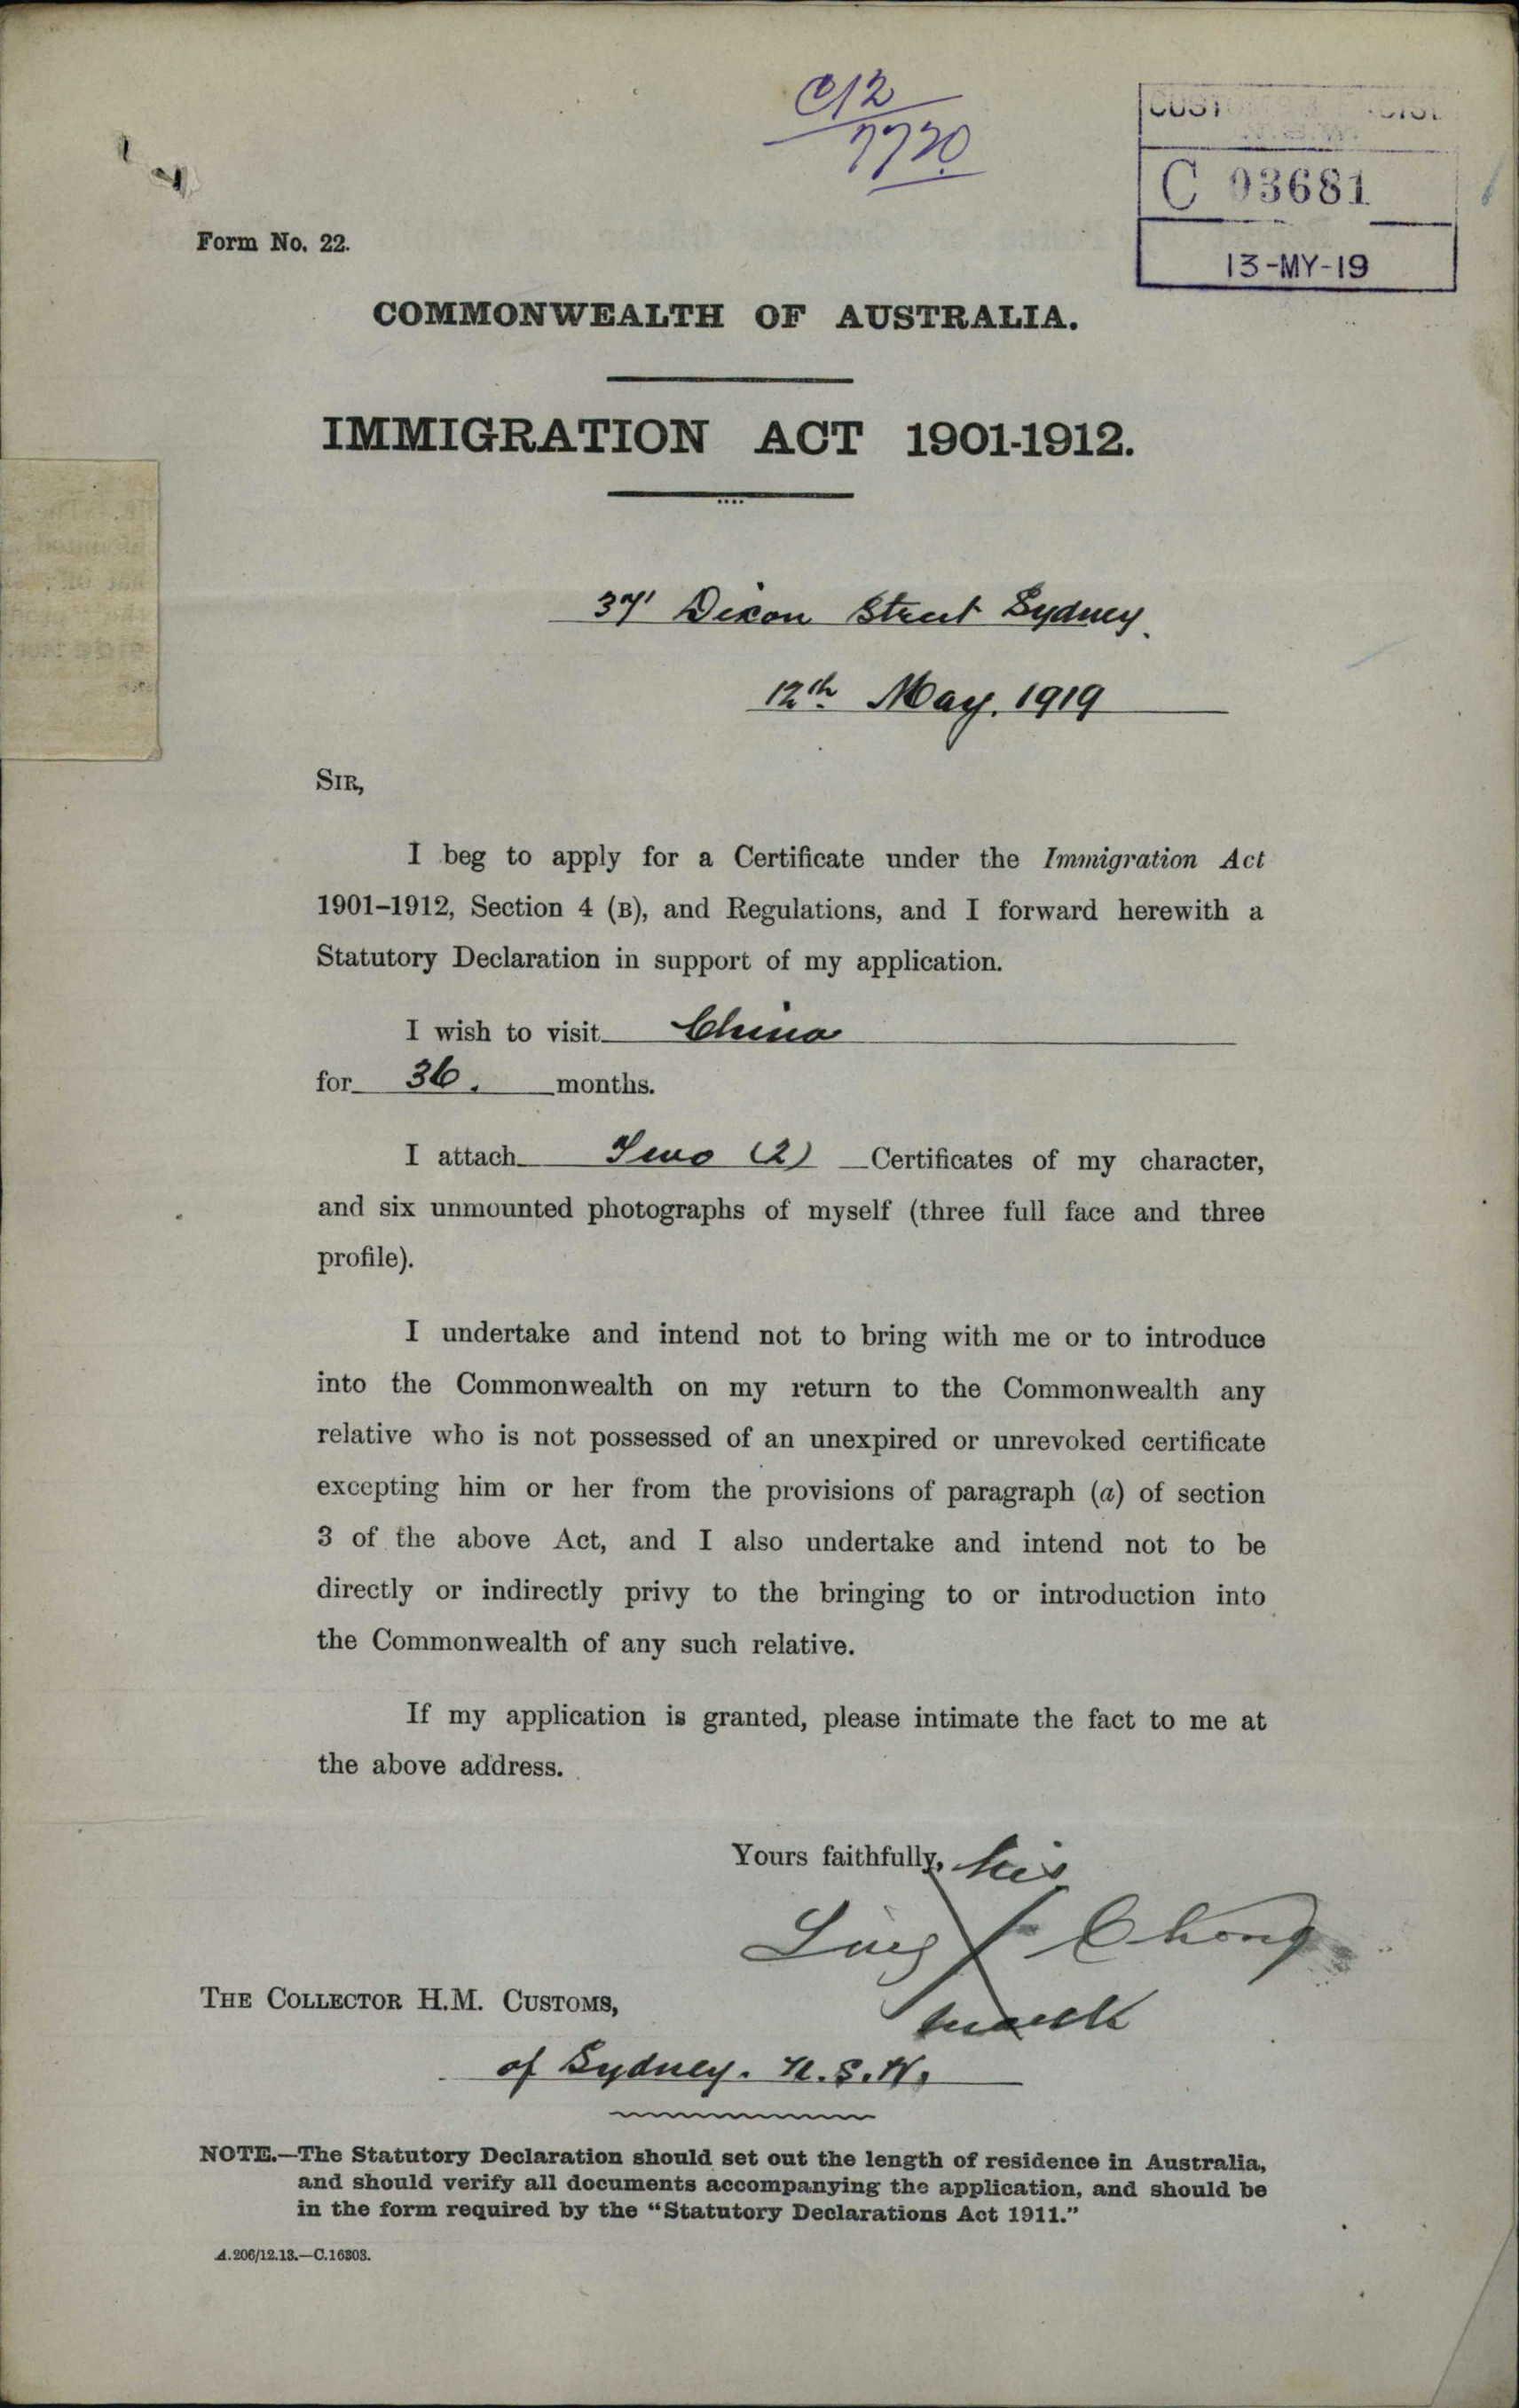 C12
7720
C 03681
13-MY-19
Form No. 22.
COMMONWEALTH OF AUSTRALIA.
IMMIGRATION ACT 1901-1912.
37 Dixon Street Sydney.
12th May. 1919
SIR,
I beg to apply for a Certificate under the Immigration Act
1901-1912, Section 4 (B), and Regulations, and I forward herewith a
Statutory Declaration in support of my application.
I wish to visit China
for 36. months.
I attach Two (2) Certificates of my character,
and six unmounted photographs of myself (three full face and three
profile).
I undertake and intend not to bring with me or to introduce
into the Commonwealth on my return to the Commonwealth any
relative who is not possessed of an unexpired or unrevoked certificate
excepting him or her from the provisions of paragraph (a) of section
3 of the above Act, and I also undertake and intend not to be
directly or indirectly privy to the bringing to or introduction into
the Commonwealth of any such relative.
If my application is granted, please intimate the fact to me at
the above address.
Yours faithfully, his
Ling X Chong
mark
THE COLLECTOR H.M. CUSTOMS,
of Sydney. N.S.W.
NOTE.—The Statutory Declaration should set out the length of residence in Australia,
and should verify all documents accompanying the application, and should be
in the form required by the "Statutory Declarations Act 1911."
A.206/12.13.—C.16303.